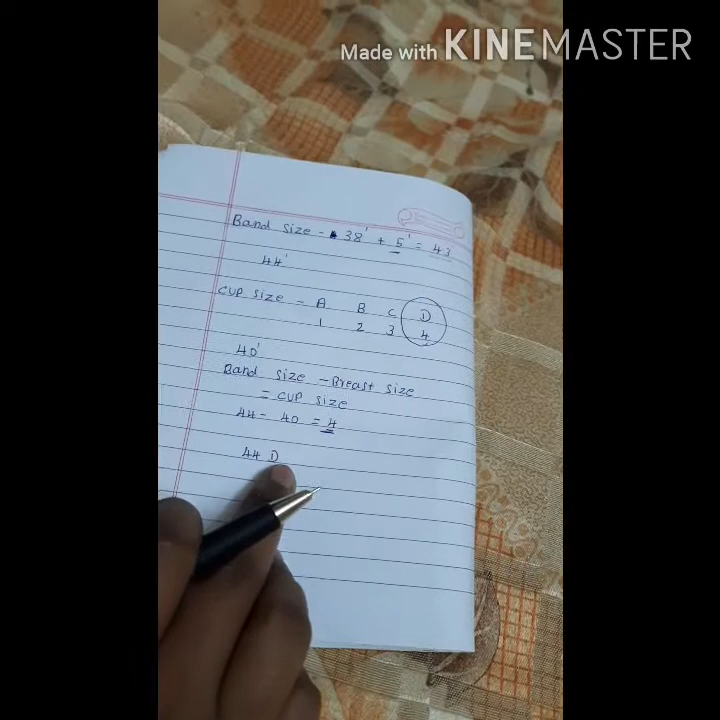 Made with KINEMASTER
Band size - 38' + 5' = 43
44'
cup size - A B C D
1 2 3 4
40'
Band size - Breast size
= cup size
44 - 40 = 4
44 D